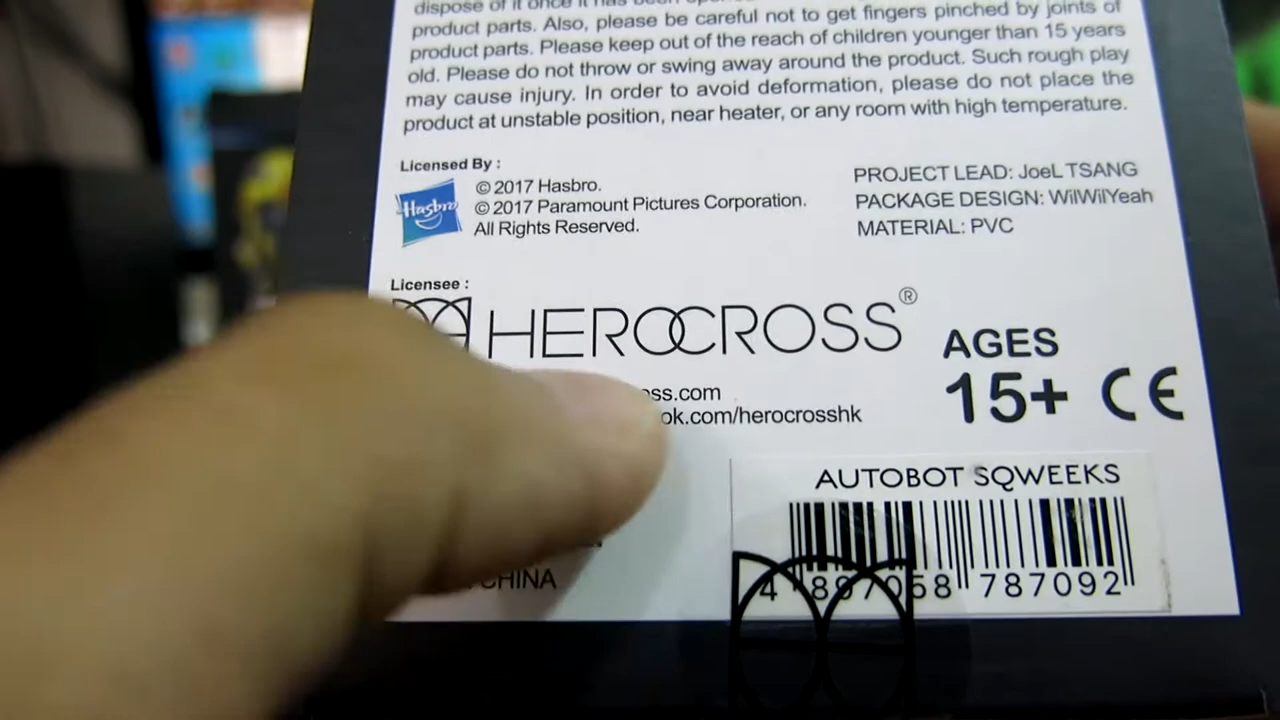 dispose of it once it has been
product parts. Also, please be careful not to get fingers pinched by joints of
product parts. Please keep out of the reach of children younger than 15 years
old. Please do not throw or swing away around the product. Such rough play
may cause injury. In order to avoid deformation, please do not place the
product at unstable position, near heater, or any room with high temperature.
Licensed By :
Hasbro
© 2017 Hasbro.
© 2017 Paramount Pictures Corporation.
All Rights Reserved.
PROJECT LEAD: JoeL TSANG
PACKAGE DESIGN: WilWilYeah
MATERIAL: PVC
Licensee :
HEROCROSS®
ss.com
ok.com/herocrosshk
AGES
15+ CE
AUTOBOT SQWEEKS
4 897058 787092
CHINA